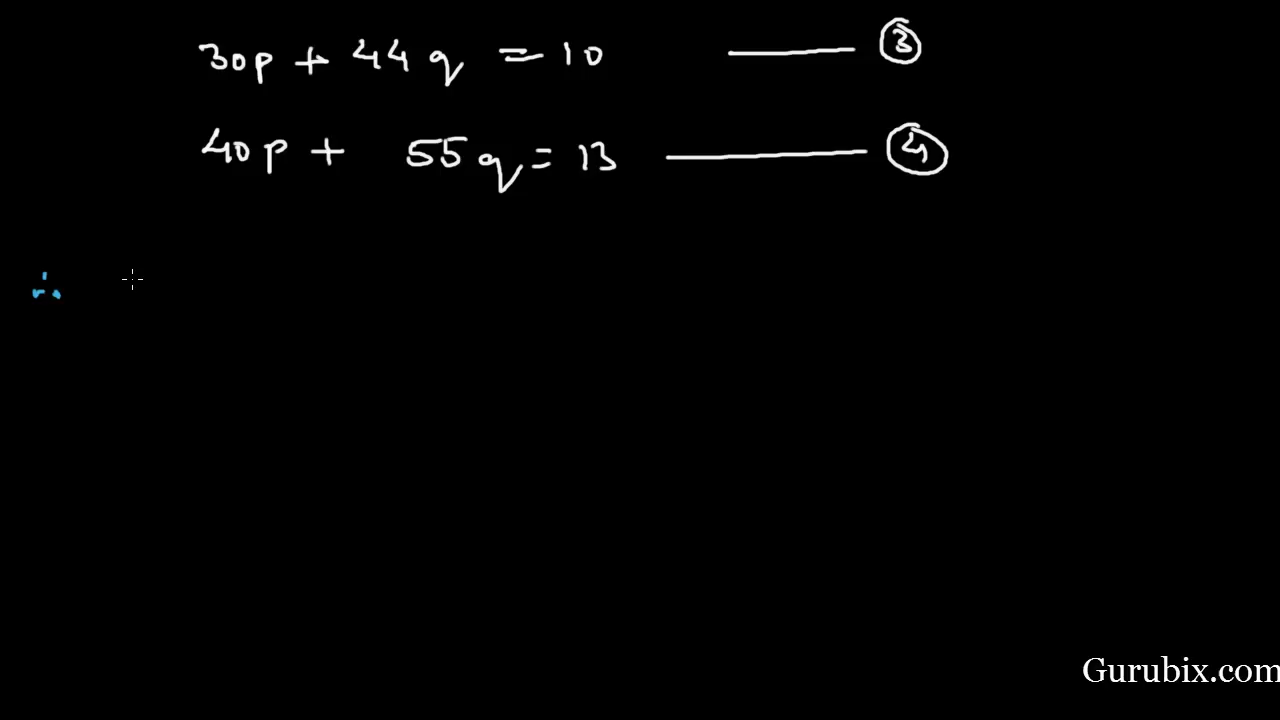 30p + 44q = 10 —— ③
40p + 55q = 13 —— ④
∴
Gurubix.com